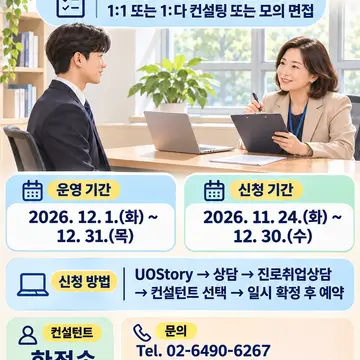 1:1 또는 1:다 컨설팅 또는 모의 면접
운영 기간
2026. 12. 1.(화) ~
12. 31.(목)
신청 기간
2026. 11. 24.(화) ~
12. 30.(수)
신청 방법
UOStory → 상담 → 진로취업상담
→ 컨설턴트 선택 → 일시 확정 후 예약
컨설턴트
문의
Tel. 02-6490-6267